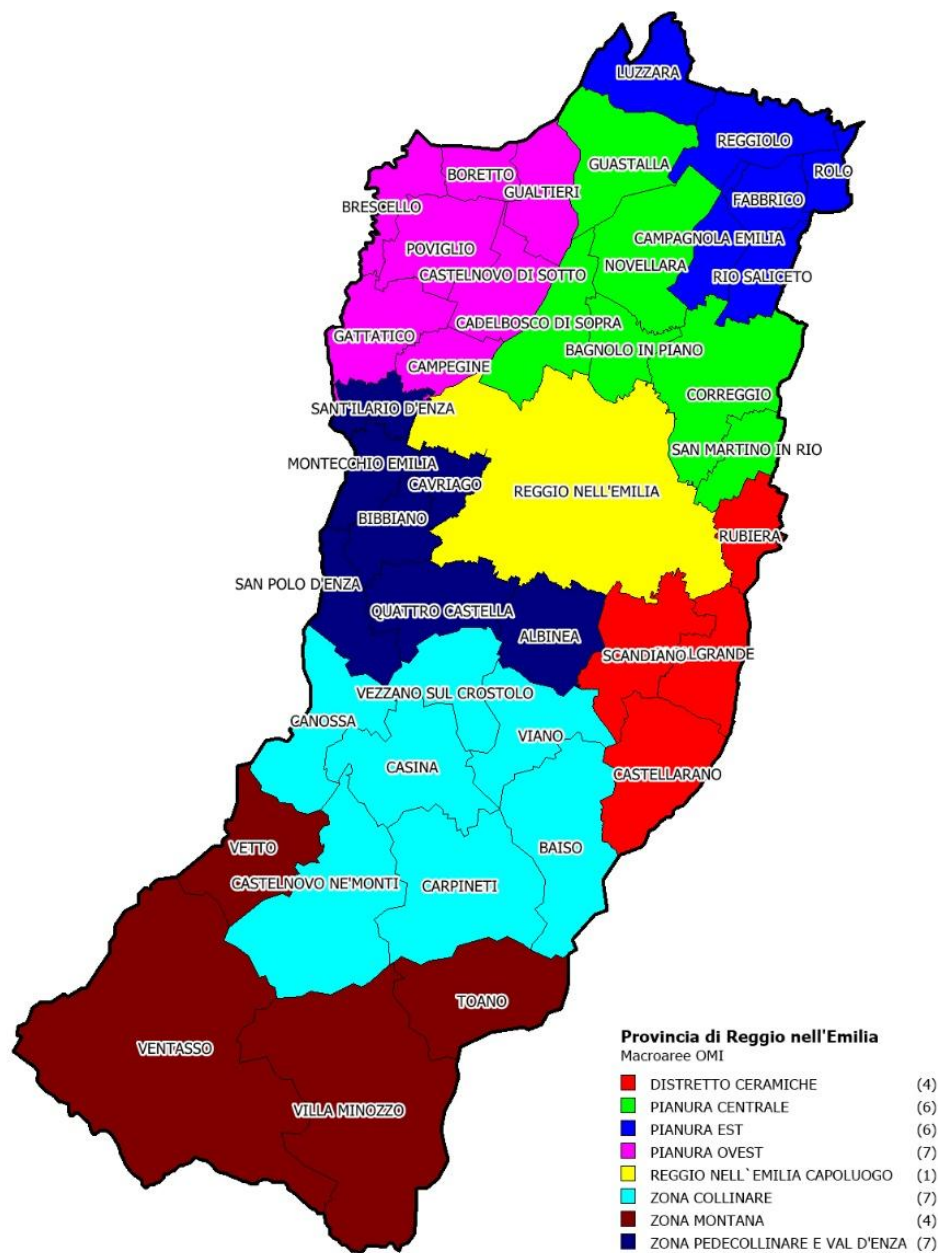 LUZZARA
REGGIOLO
GUASTALLA
ROLO
BORETTO
GUALTIERI
FABBRICO
BRESCELLO
CAMPAGNOLA EMILIA
POVIGLIO
NOVELLARA
CASTELNOVO DI SOTTO
RIO SALICETO
CADELBOSCO DI SOPRA
GATTATICO
BAGNOLO IN PIANO
CAMPEGINE
CORREGGIO
SANT'ILARIO D'ENZA
SAN MARTINO IN RIO
MONTECCHIO EMILIA
CAVRIAGO
REGGIO NELL'EMILIA
BIBBIANO
RUBIERA
SAN POLO D'ENZA
QUATTRO CASTELLA
ALBINEA
SCANDIANO
LGRANDE
VEZZANO SUL CROSTOLO
CANOSSA
VIANO
CASINA
CASTELLARANO
VETTO
BAISO
CASTELNOVO NE'MONTI
CARPINETI
TOANO
VENTASSO
VILLA MINOZZO
Provincia di Reggio nell'Emilia
Macroaree OMI
DISTRETTO CERAMICHE (4)
PIANURA CENTRALE (6)
PIANURA EST (6)
PIANURA OVEST (7)
REGGIO NELL`EMILIA CAPOLUOGO (1)
ZONA COLLINARE (7)
ZONA MONTANA (4)
ZONA PEDECOLLINARE E VAL D'ENZA (7)